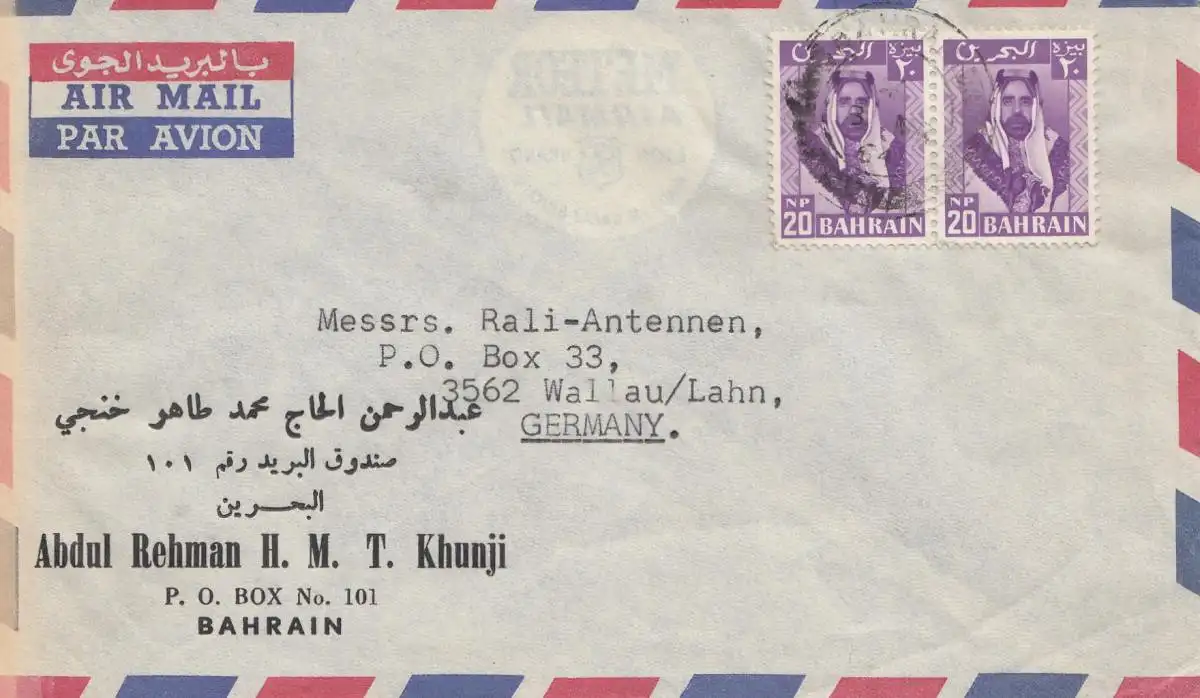 بالبريد الجوى
AIR MAIL
PAR AVION
البحرين بيزة ٢٠
NP
20 BAHRAIN
البحرين بيزة ٢٠
NP
20 BAHRAIN
Messrs. Rali-Antennen,
P.O. Box 33,
3562 Wallau/Lahn,
GERMANY.
عبدالرحمن الحاج محمد طاهر خنجي
صندوق البريد رقم ١٠١
البحرين
Abdul Rehman H. M. T. Khunji
P. O. BOX No. 101
BAHRAIN